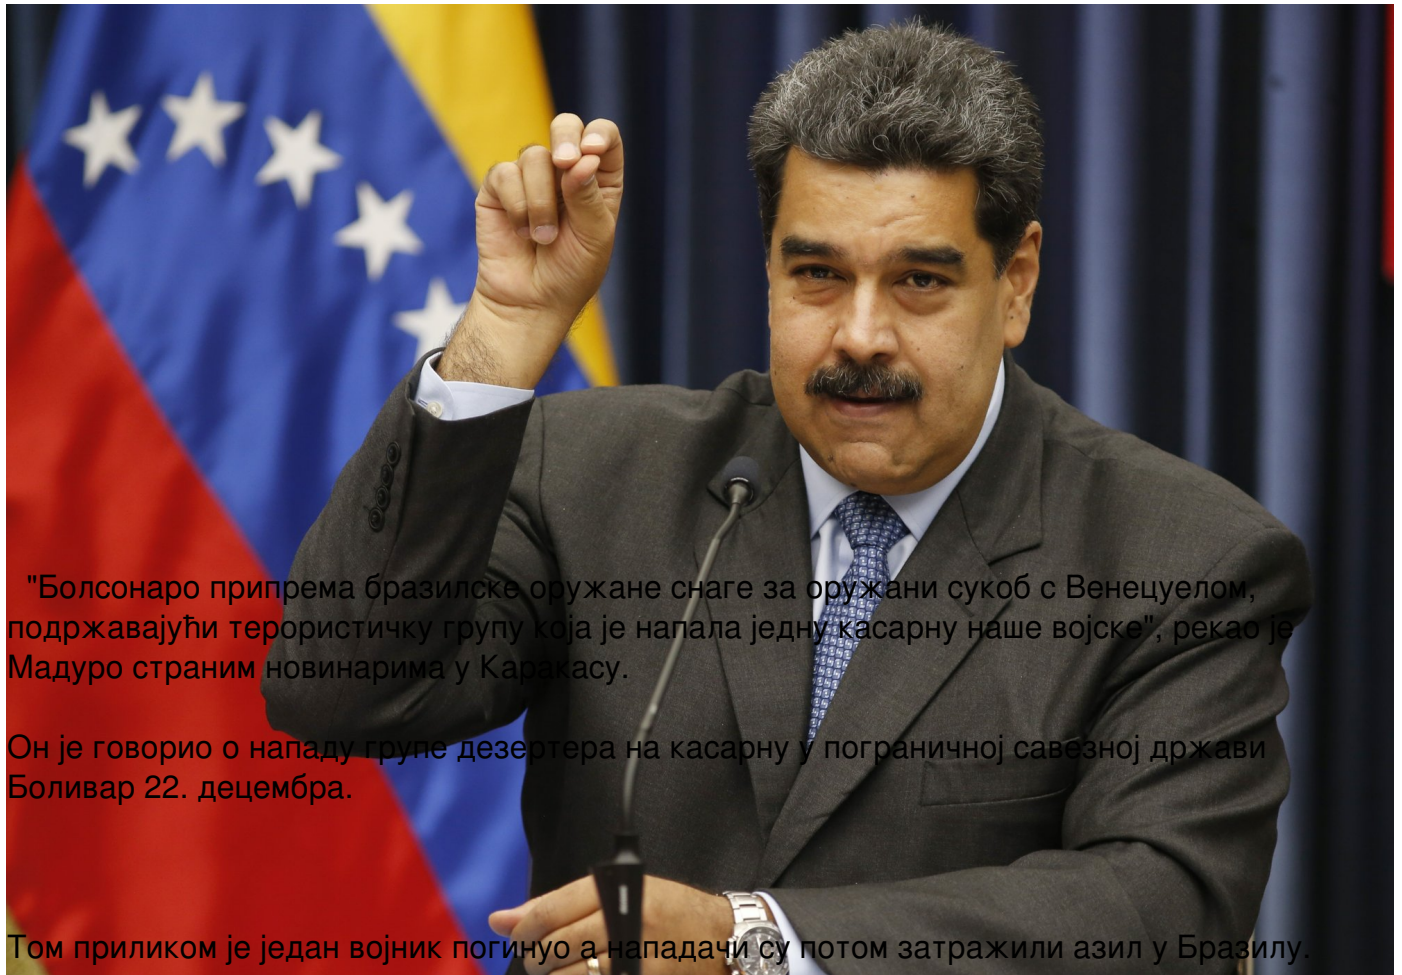 "Болсонаро припрема бразилске оружане снаге за оружани сукоб с Венецуелом,
подржавајући терористичку групу која је напала једну касарну наше војске", рекао је
Мадуро страним новинарима у Каракасу.
Он је говорио о нападу групе дезертера на касарну у пограничној савезној држави
Боливар 22. децембра.
Том приликом је један војник погинуо а нападачи су потом затражили азил у Бразилу.